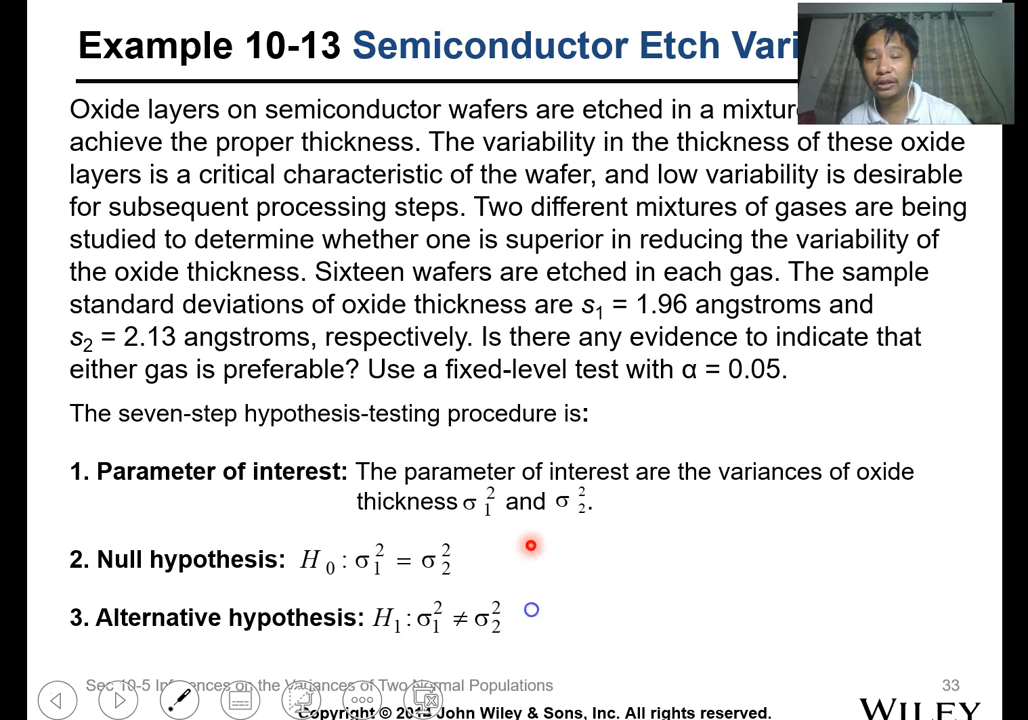 Example 10-13 Semiconductor Etch Vari
Oxide layers on semiconductor wafers are etched in a mixtur
achieve the proper thickness. The variability in the thickness of these oxide
layers is a critical characteristic of the wafer, and low variability is desirable
for subsequent processing steps. Two different mixtures of gases are being
studied to determine whether one is superior in reducing the variability of
the oxide thickness. Sixteen wafers are etched in each gas. The sample
standard deviations of oxide thickness are s₁ = 1.96 angstroms and
s₂ = 2.13 angstroms, respectively. Is there any evidence to indicate that
either gas is preferable? Use a fixed-level test with α = 0.05.
The seven-step hypothesis-testing procedure is:
1. Parameter of interest: The parameter of interest are the variances of oxide
thickness σ₁² and σ₂².
2. Null hypothesis: H₀ : σ₁² = σ₂²
3. Alternative hypothesis: H₁ : σ₁² ≠ σ₂²
Sec 10-5 Inferences on the Variances of Two Normal Populations
33
Copyright © 2014 John Wiley & Sons, Inc. All rights reserved.
WILEY